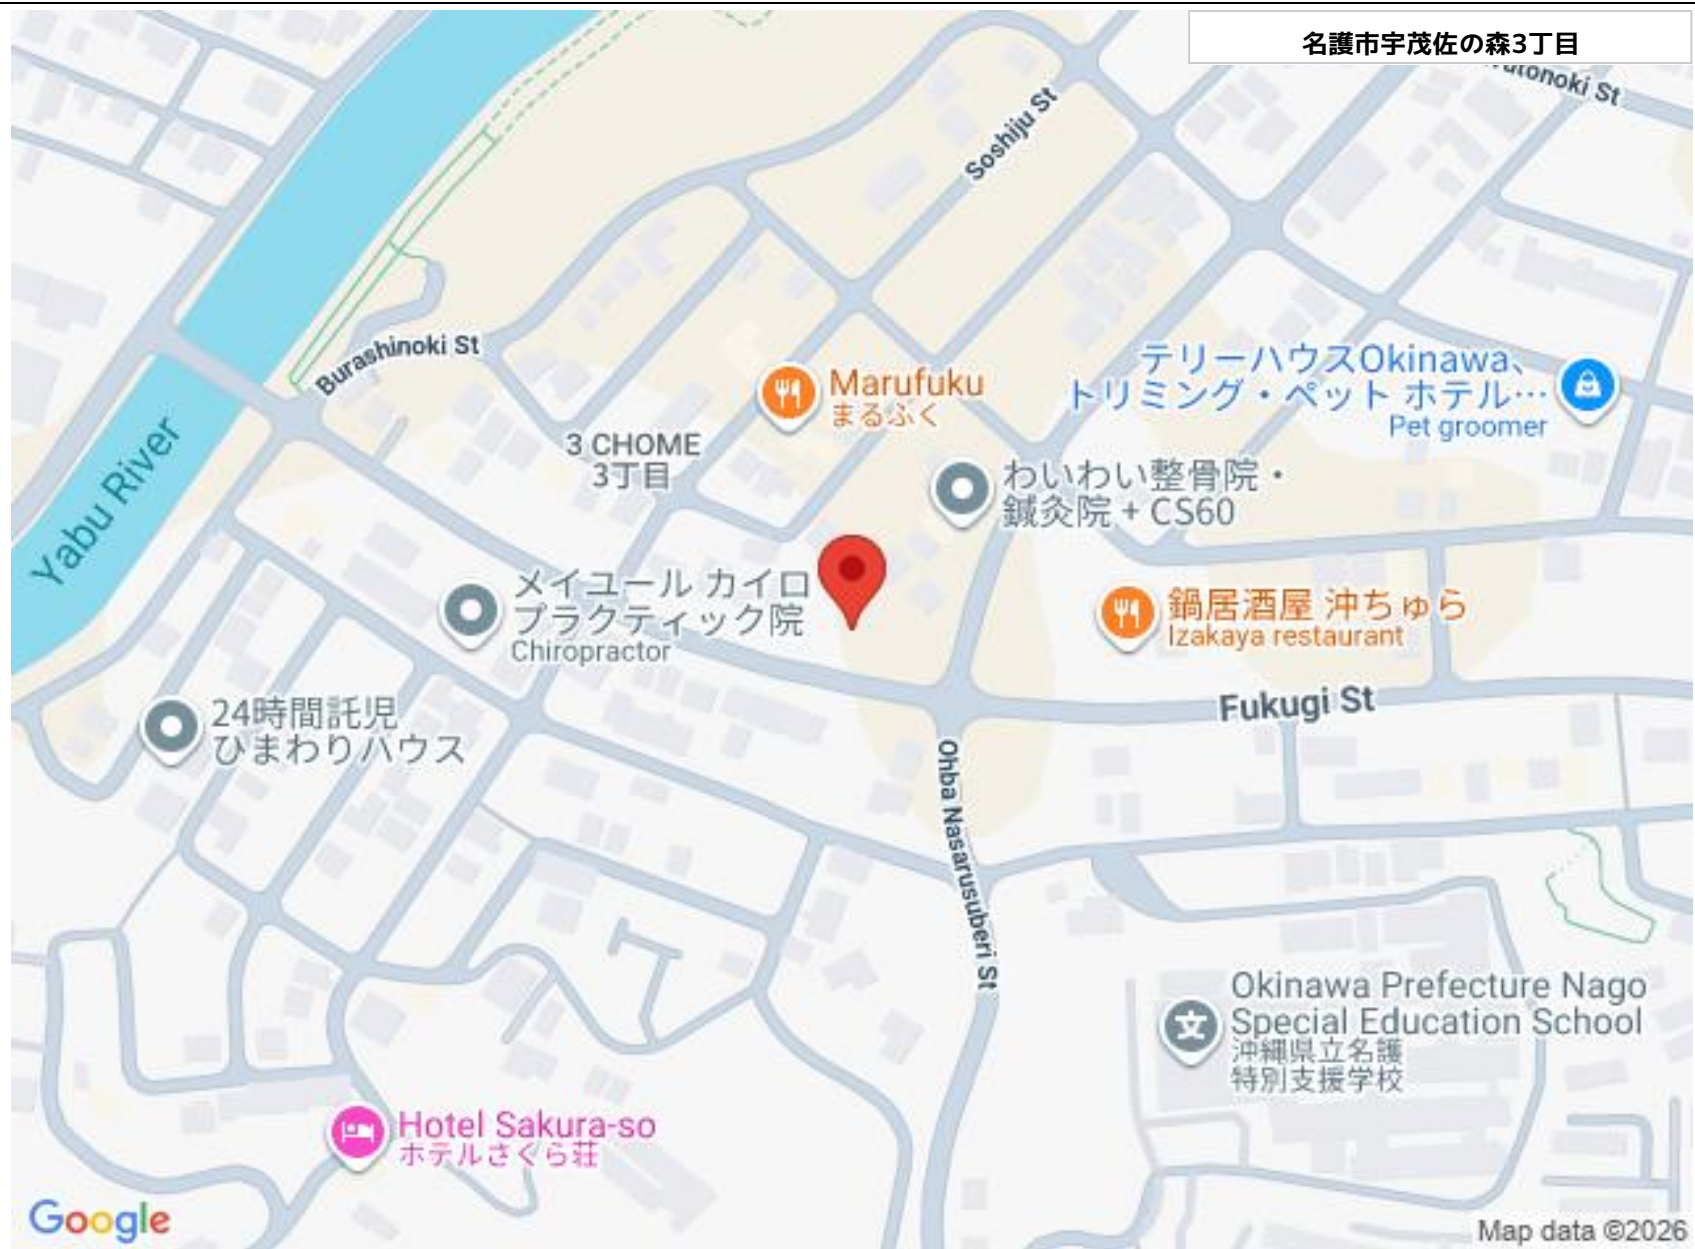 名護市宇茂佐の森3丁目
Soshiju St
Burashinoki St
Marufuku
まるふく
テリーハウスOkinawa、
トリミング・ペット ホテル…
Pet groomer
3 CHOME
3丁目
わいわい整骨院・
鍼灸院 + CS60
Yabu River
メイユール カイロ
プラクティック院
Chiropractor
鍋居酒屋 沖ちゅら
Izakaya restaurant
24時間託児
ひまわりハウス
Fukugi St
Ohba Nasarusuberi St
Okinawa Prefecture Nago
Special Education School
沖縄県立名護
特別支援学校
Hotel Sakura-so
ホテルさくら荘
Google
Map data ©2026